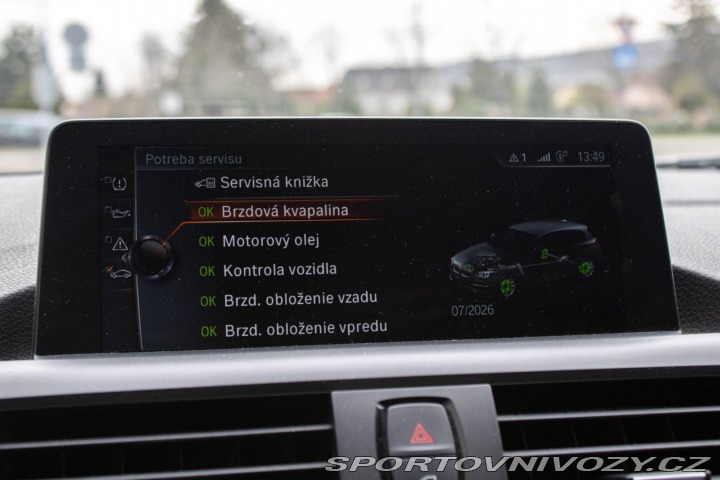 Potreba servisu
1 13:49
Servisná knižka
OK Brzdová kvapalina
OK Motorový olej
OK Kontrola vozidla
OK Brzd. obloženie vzadu
07/2026
OK Brzd. obloženie vpredu
SPORTOVNIVOZY.CZ